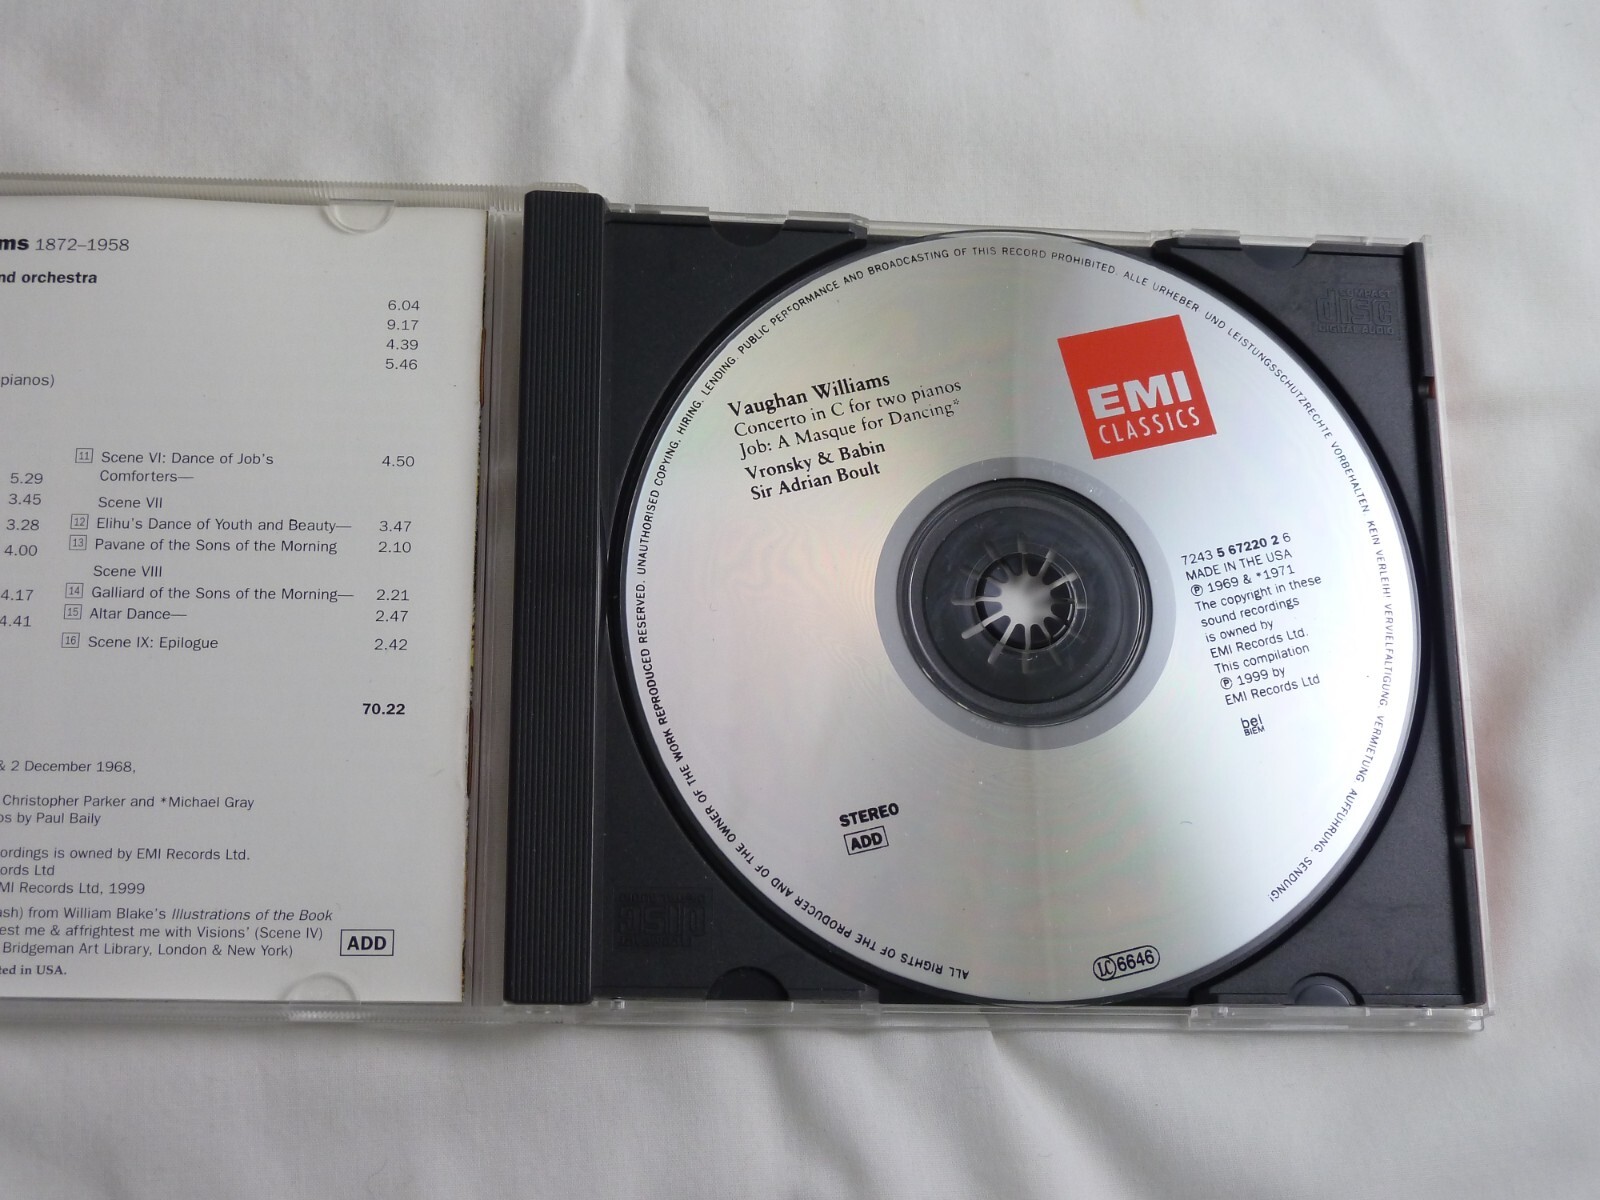 ms 1872–1958
nd orchestra
6.04
9.17
4.39
5.46
pianos)
5.29
3.45
3.28
4.00
4.17
4.41
11 Scene VI: Dance of Job's 4.50
Comforters—
Scene VII
12 Elihu's Dance of Youth and Beauty— 3.47
13 Pavane of the Sons of the Morning 2.10
Scene VIII
14 Galliard of the Sons of the Morning— 2.21
15 Altar Dance— 2.47
16 Scene IX: Epilogue 2.42
70.22
& 2 December 1968,
Christopher Parker and *Michael Gray
os by Paul Baily
ordings is owned by EMI Records Ltd.
ords Ltd
MI Records Ltd, 1999
ash) from William Blake's Illustrations of the Book
est me & affrightest me with Visions' (Scene IV)
Bridgeman Art Library, London & New York)
ted in USA.
ADD
ALL RIGHTS OF THE PRODUCER AND OF THE OWNER OF THE WORK REPRODUCED RESERVED. UNAUTHORISED COPYING, HIRING, LENDING, PUBLIC PERFORMANCE AND BROADCASTING OF THIS RECORD PROHIBITED. ALLE URHEBER- UND LEISTUNGSSCHUTZRECHTE VORBEHALTEN. KEIN VERLEIH! VERVIELFÄLTIGUNG, VERMIETUNG, AUFFÜHRUNG, SENDUNG!
Vaughan Williams
Concerto in C for two pianos
Job: A Masque for Dancing*
Vronsky & Babin
Sir Adrian Boult
EMI
CLASSICS
7243 5 67220 2 6
MADE IN THE USA
℗ 1969 & *1971
The copyright in these
sound recordings
is owned by
EMI Records Ltd.
This compilation
℗ 1999 by
EMI Records Ltd
bel
BIEM
STEREO
ADD
LC 6646
COMPACT
disc
DIGITAL AUDIO